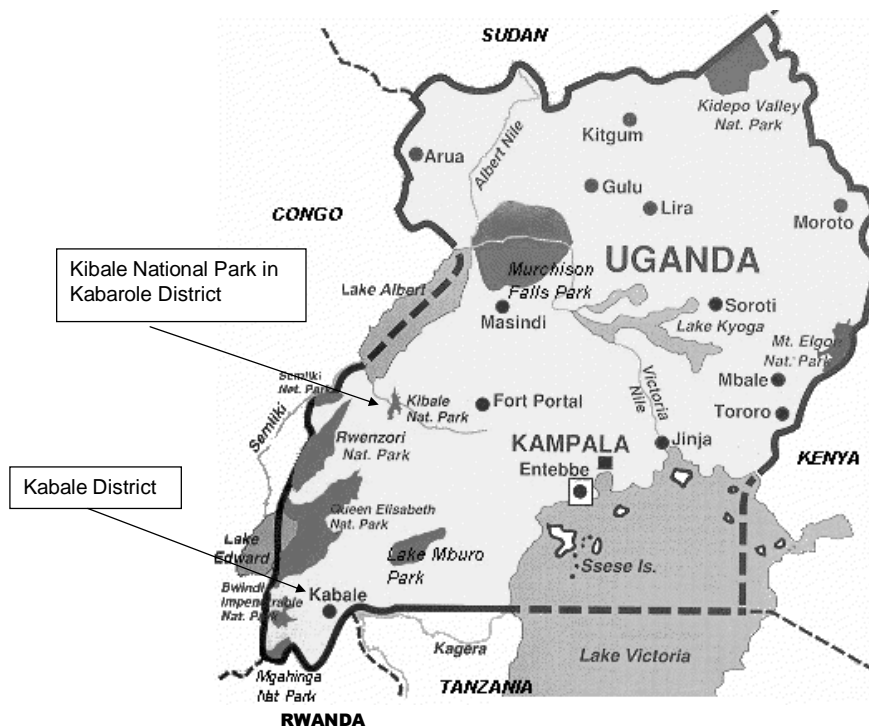 SUDAN
Kidepo Valley
Nat. Park
Kitgum
Arua
Albert Nile
Gulu
Lira
Moroto
CONGO
UGANDA
Kibale National Park in
Kabarole District
Murchison
Falls Park
Lake Albert
Masindi
Soroti
Lake Kyoga
Mt. Elgon
Nat. Park
Semliki
Nat. Park
Mbale
Victoria
Nile
Kibale
Nat. Park
Fort Portal
Tororo
Semliki
Rwenzori
Nat. Park
KAMPALA
Jinja
KENYA
Entebbe
Kabale District
Queen Elisabeth
Nat. Park
Lake
Edward
Lake Mburo
Park
Ssese Is.
Bwindi
Impenetrable
Nat. Park
Kabale
Kagera
Lake Victoria
Mgahinga
Nat Park
TANZANIA
RWANDA